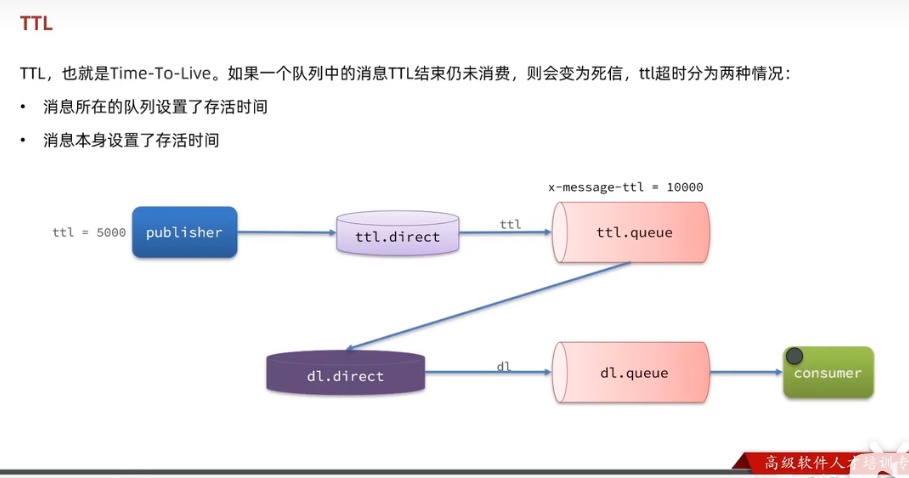 TTL
TTL，也就是Time-To-Live。如果一个队列中的消息TTL结束仍未消费，则会变为死信，ttl超时分为两种情况：
• 消息所在的队列设置了存活时间
• 消息本身设置了存活时间
x-message-ttl = 10000
ttl = 5000 publisher ttl.direct ttl ttl.queue
dl.direct dl dl.queue consumer
高级软件人才培训专